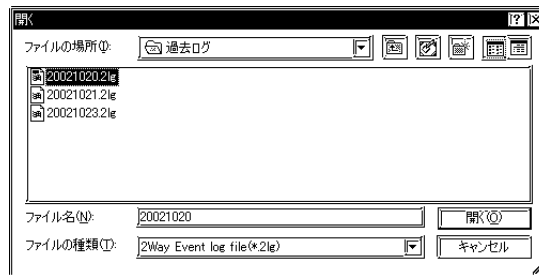 開く
ファイルの場所(I): 過去ログ
20021020.2lg
20021021.2lg
20021023.2lg
ファイル名(N): 20021020 開く(O)
ファイルの種類(T): 2Way Event log file(*.2lg) キャンセル